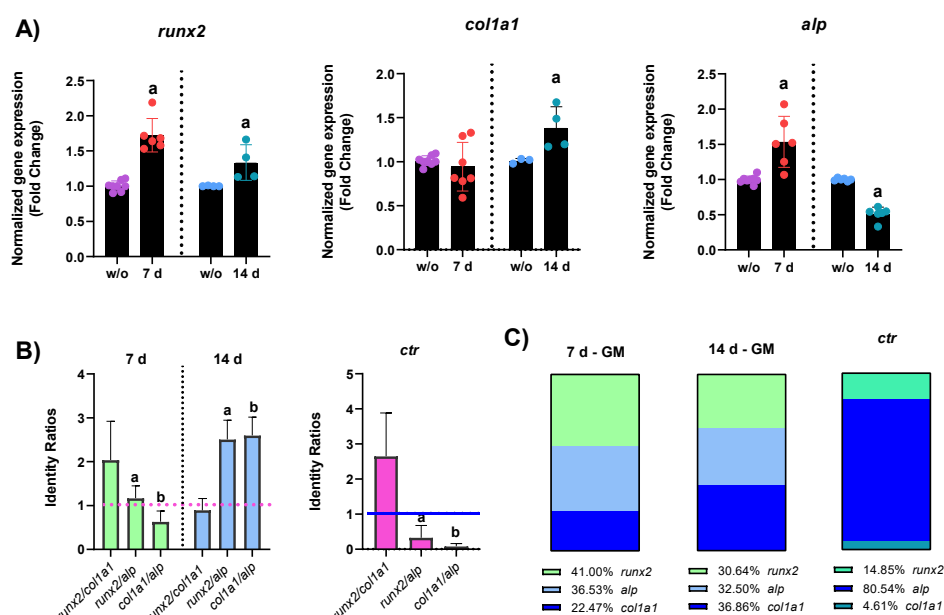 A)
runx2
Normalized gene expression
(Fold Change)
2.5
2.0
1.5
1.0
0.5
0.0
a
a
w/o
7 d
w/o
14 d
col1a1
Normalized gene expression
(Fold Change)
2.0
1.5
1.0
0.5
0.0
a
w/o
7 d
w/o
14 d
alp
Normalized gene expression
(Fold Change)
2.5
2.0
1.5
1.0
0.5
0.0
a
a
w/o
7 d
w/o
14 d
B)
7 d
14 d
Identity Ratios
4
3
2
1
0
a
b
a
b
runx2/col1a1
runx2/alp
col1a1/alp
runx2/col1a1
runx2/alp
col1a1/alp
ctr
Identity Ratios
5
4
3
2
1
0
a
b
runx2/col1a1
runx2/alp
col1a1/alp
C)
7 d - GM
41.00% runx2
36.53% alp
22.47% col1a1
14 d - GM
30.64% runx2
32.50% alp
36.86% col1a1
ctr
14.85% runx2
80.54% alp
4.61% col1a1